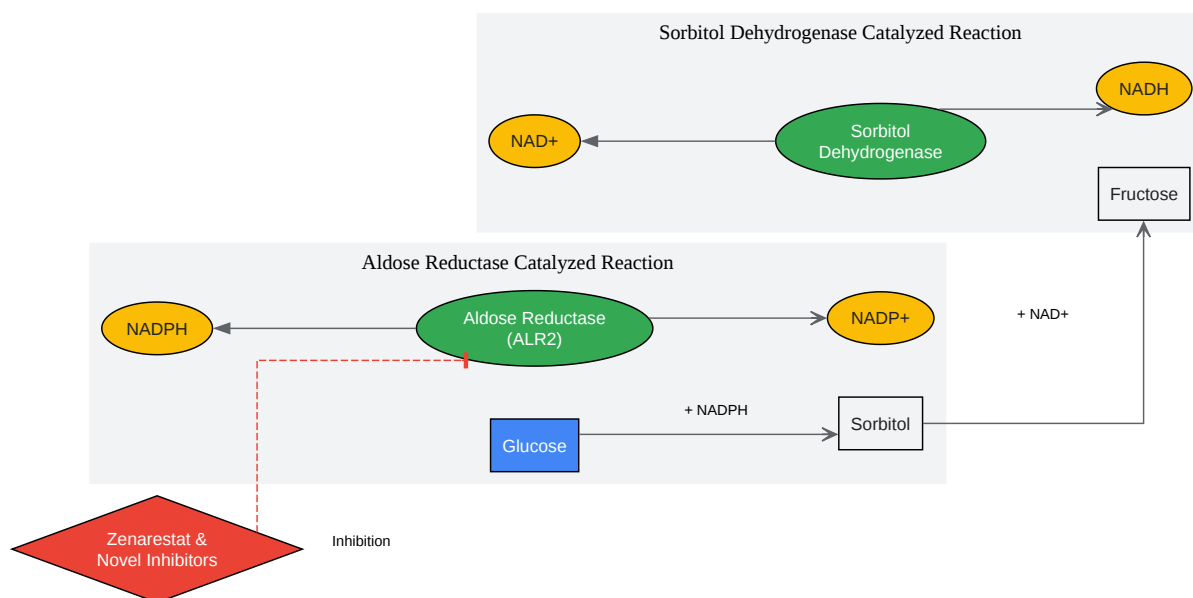 Sorbitol Dehydrogenase Catalyzed Reaction
NADH
NAD+
Sorbitol
Dehydrogenase
Fructose
Aldose Reductase Catalyzed Reaction
NADPH
Aldose Reductase
(ALR2)
NADP+
+ NAD+
+ NADPH
Glucose
Sorbitol
Zenarestat &
Novel Inhibitors
Inhibition